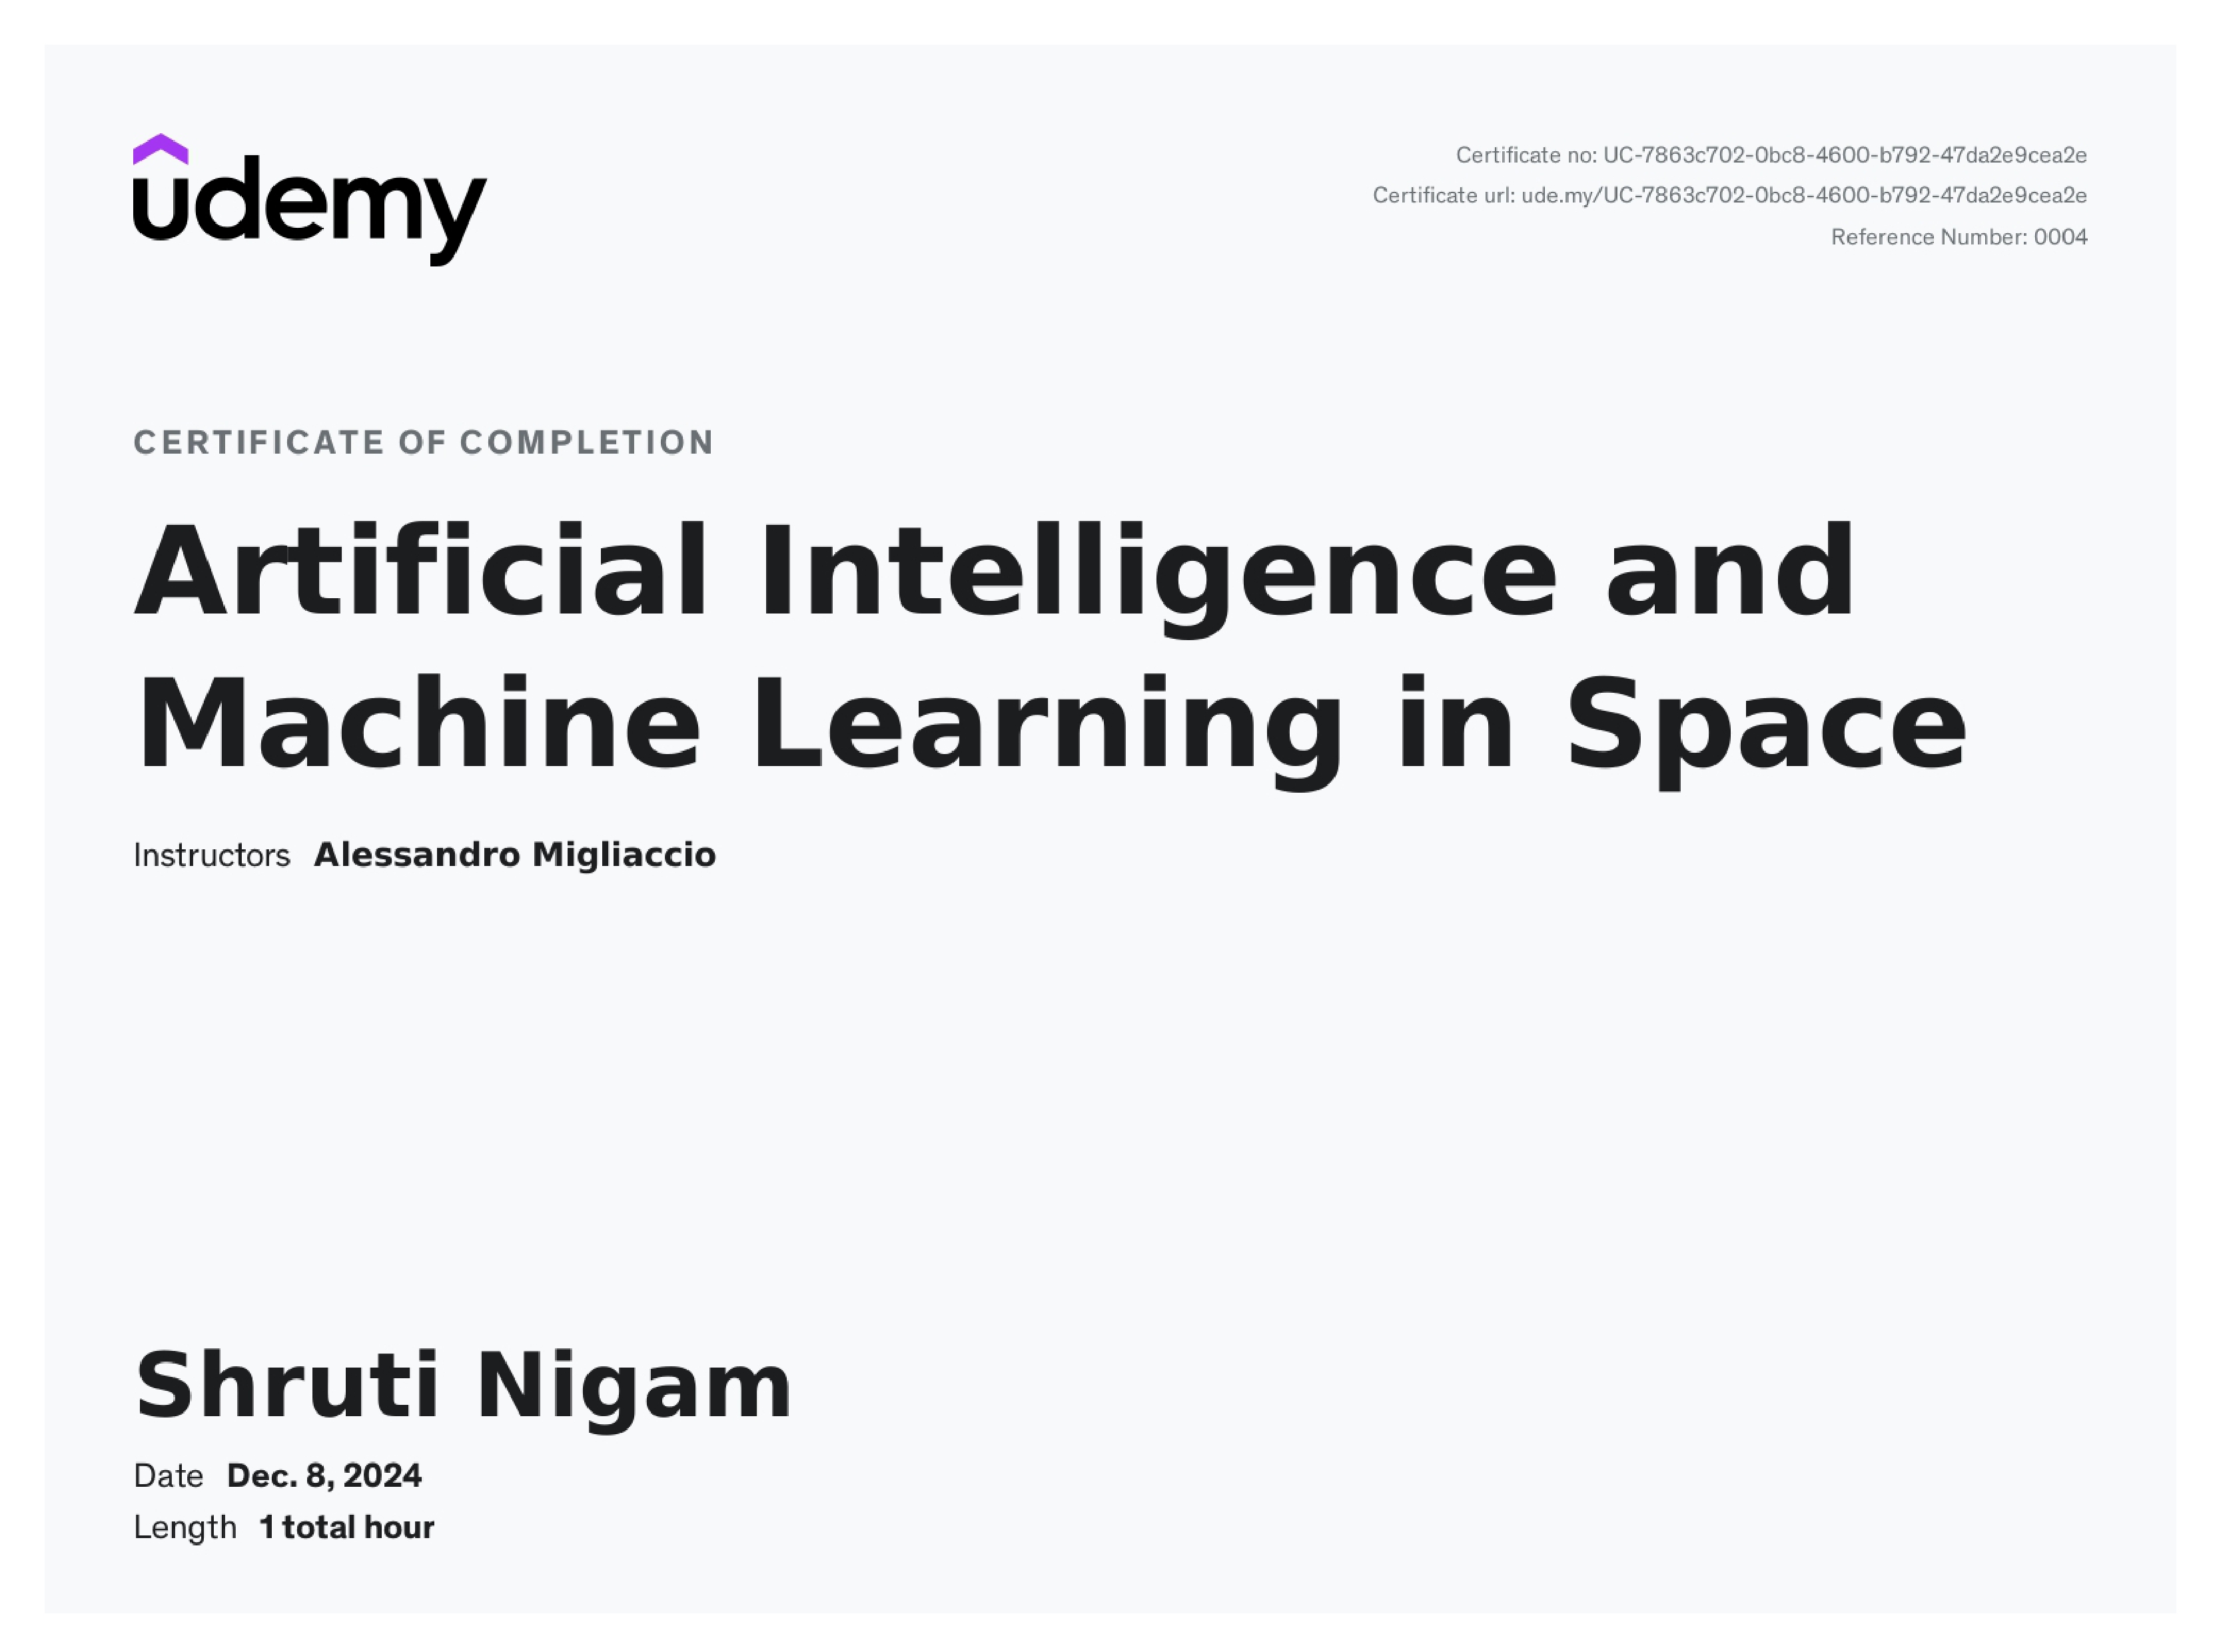 udemy
Certificate no: UC-7863c702-0bc8-4600-b792-47da2e9cea2e
Certificate url: ude.my/UC-7863c702-0bc8-4600-b792-47da2e9cea2e
Reference Number: 0004
CERTIFICATE OF COMPLETION
Artificial Intelligence and
Machine Learning in Space
Instructors Alessandro Migliaccio
Shruti Nigam
Date Dec. 8, 2024
Length 1 total hour